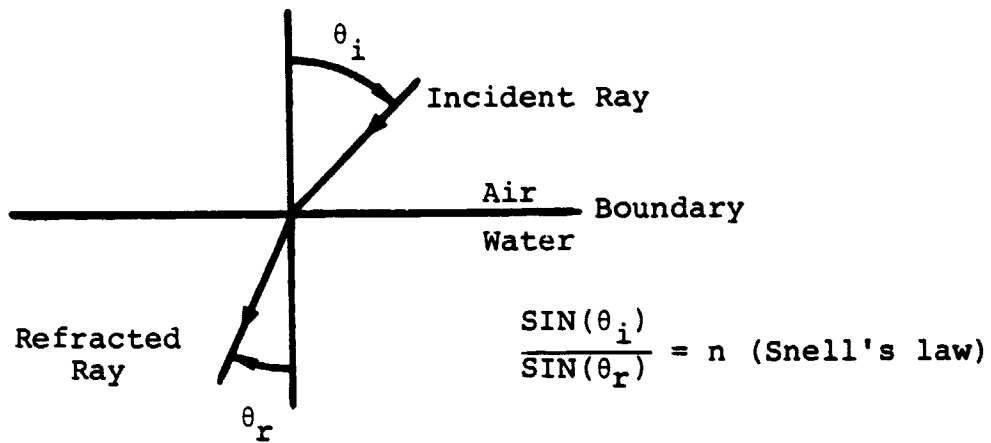 θi
Incident Ray
Air
Boundary
Water
Refracted
Ray
SIN(θi)
SIN(θr) = n (Snell's law)
θr